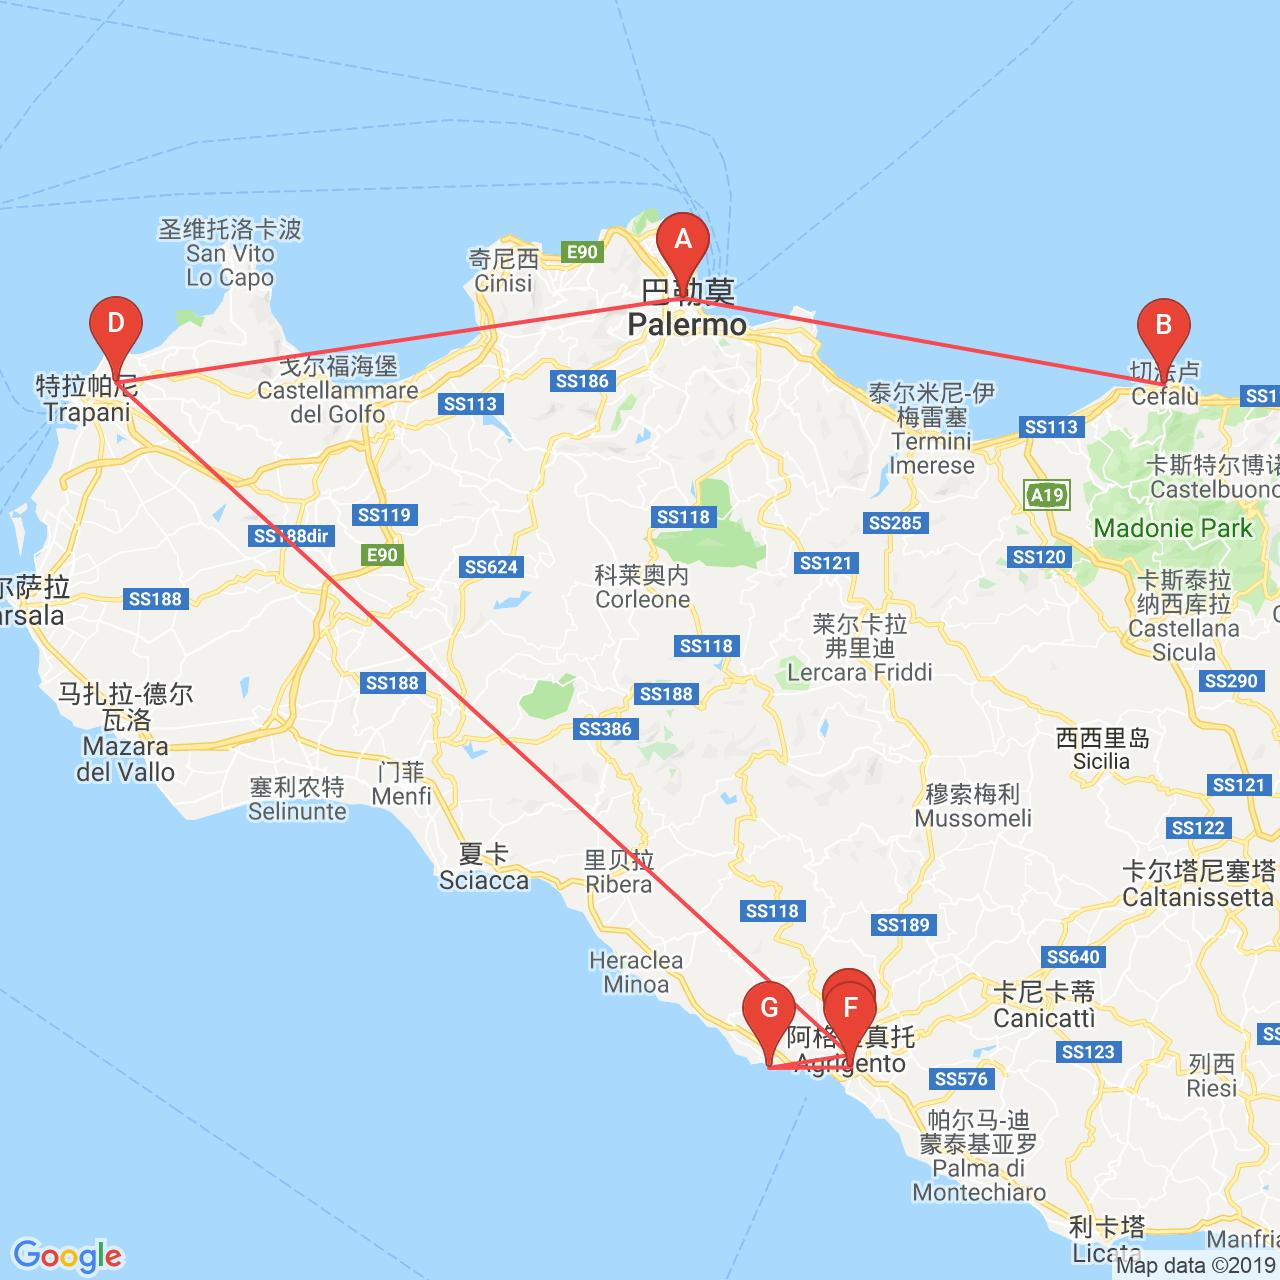 圣维托洛卡波
San Vito
Lo Capo
奇尼西
Cinisi
E90
A
巴勒莫
Palermo
B
切法卢
Cefalù
D
特拉帕尼
Trapani
戈尔福海堡
Castellammare
del Golfo
SS186
SS113
泰尔米尼-伊
梅雷塞
Termini
Imerese
SS113
A19
卡斯特尔博诺
Castelbuono
Madonie Park
SS119
SS188dir
E90
SS118
SS285
SS624
SS121
SS120
尔萨拉
arsala
SS188
科莱奥内
Corleone
卡斯泰拉
纳西库拉
Castellana
Sicula
莱尔卡拉
弗里迪
Lercara Friddi
SS118
SS188
SS188
SS290
马扎拉-德尔
瓦洛
Mazara
del Vallo
SS386
西西里岛
Sicilia
门菲
Menfi
塞利农特
Selinunte
穆索梅利
Mussomeli
SS121
SS122
夏卡
Sciacca
里贝拉
Ribera
卡尔塔尼塞塔
Caltanissetta
SS118
SS189
SS640
Heraclea
Minoa
卡尼卡蒂
Canicattì
G
F
Agrigento
SS123
SS576
列西
Riesi
帕尔马-迪
蒙泰基亚罗
Palma di
Montechiaro
利卡塔
Licata
Manfria
Google
Map data ©2019